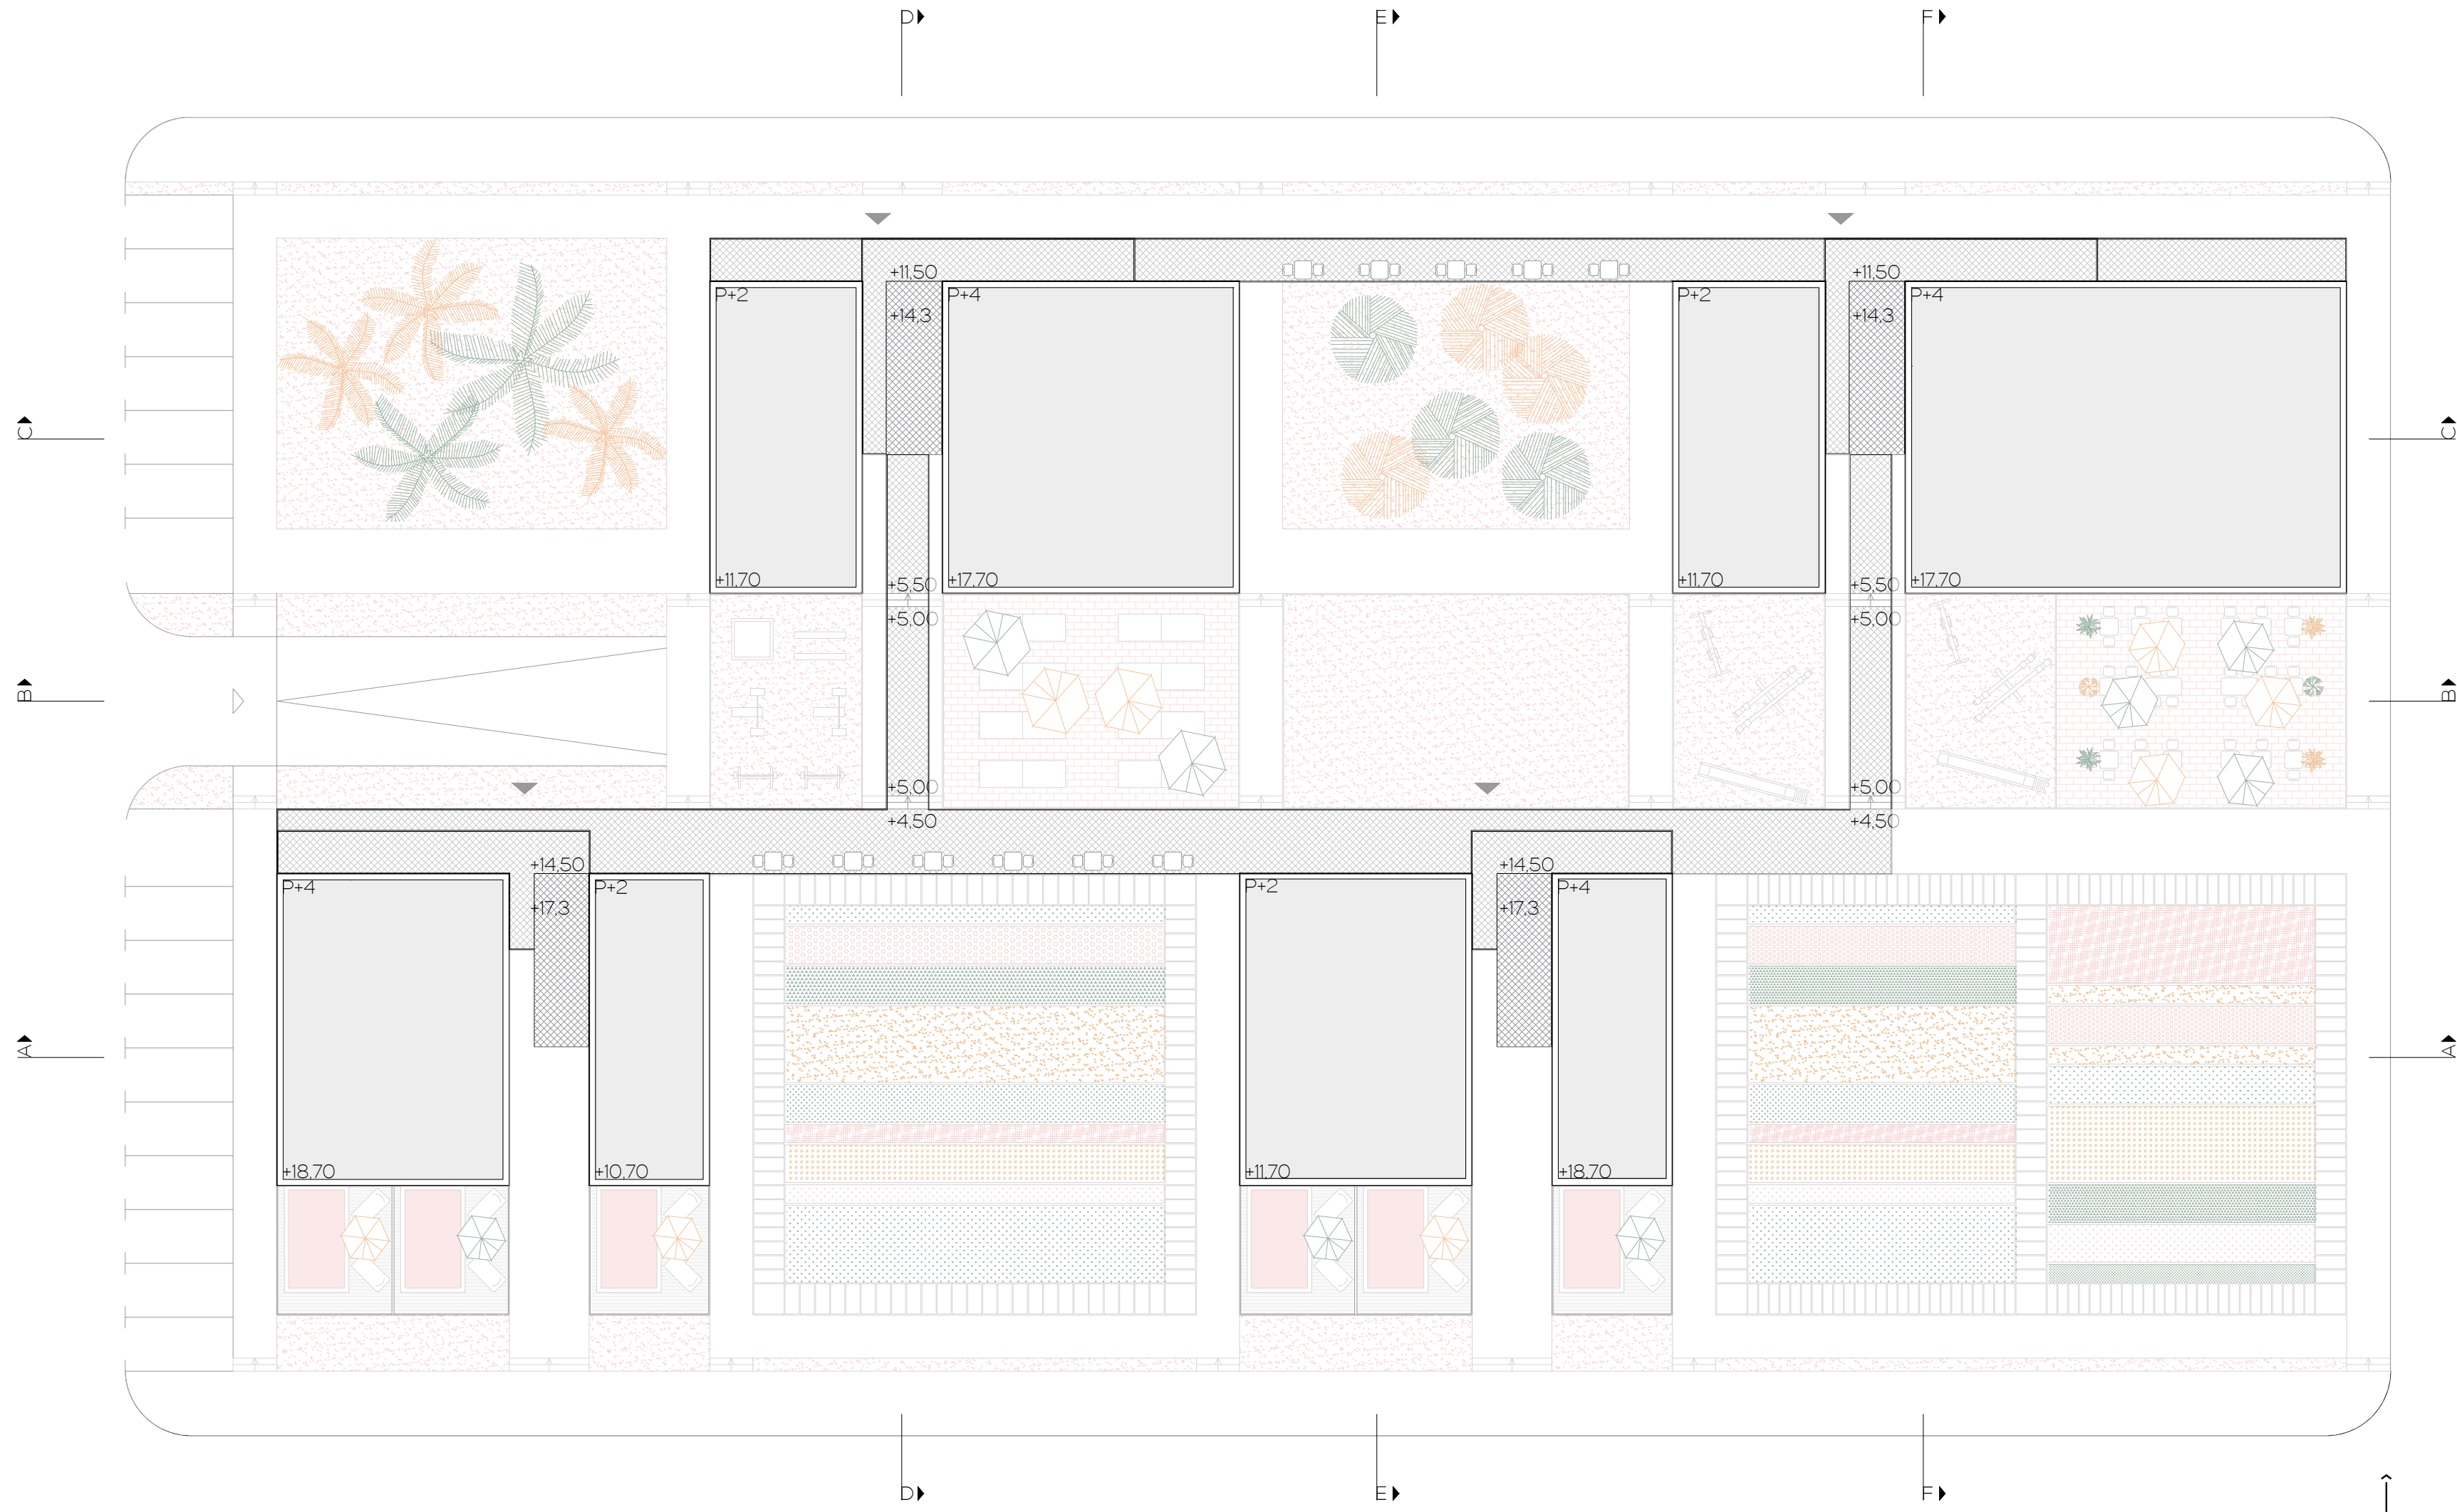 D
E
F
+11,50
+11,50
P+2
P+4
P+2
P+4
+14,3
+14,3
C
C
+11,70
+5,50
+17,70
+11,70
+5,50
+17,70
+5,00
+5,00
B
B
+5,00
+5,00
+4,50
+4,50
+14,50
+14,50
P+4
P+2
P+2
P+4
+17,3
+17,3
A
A
+18,70
+10,70
+11,70
+18,70
D
E
F